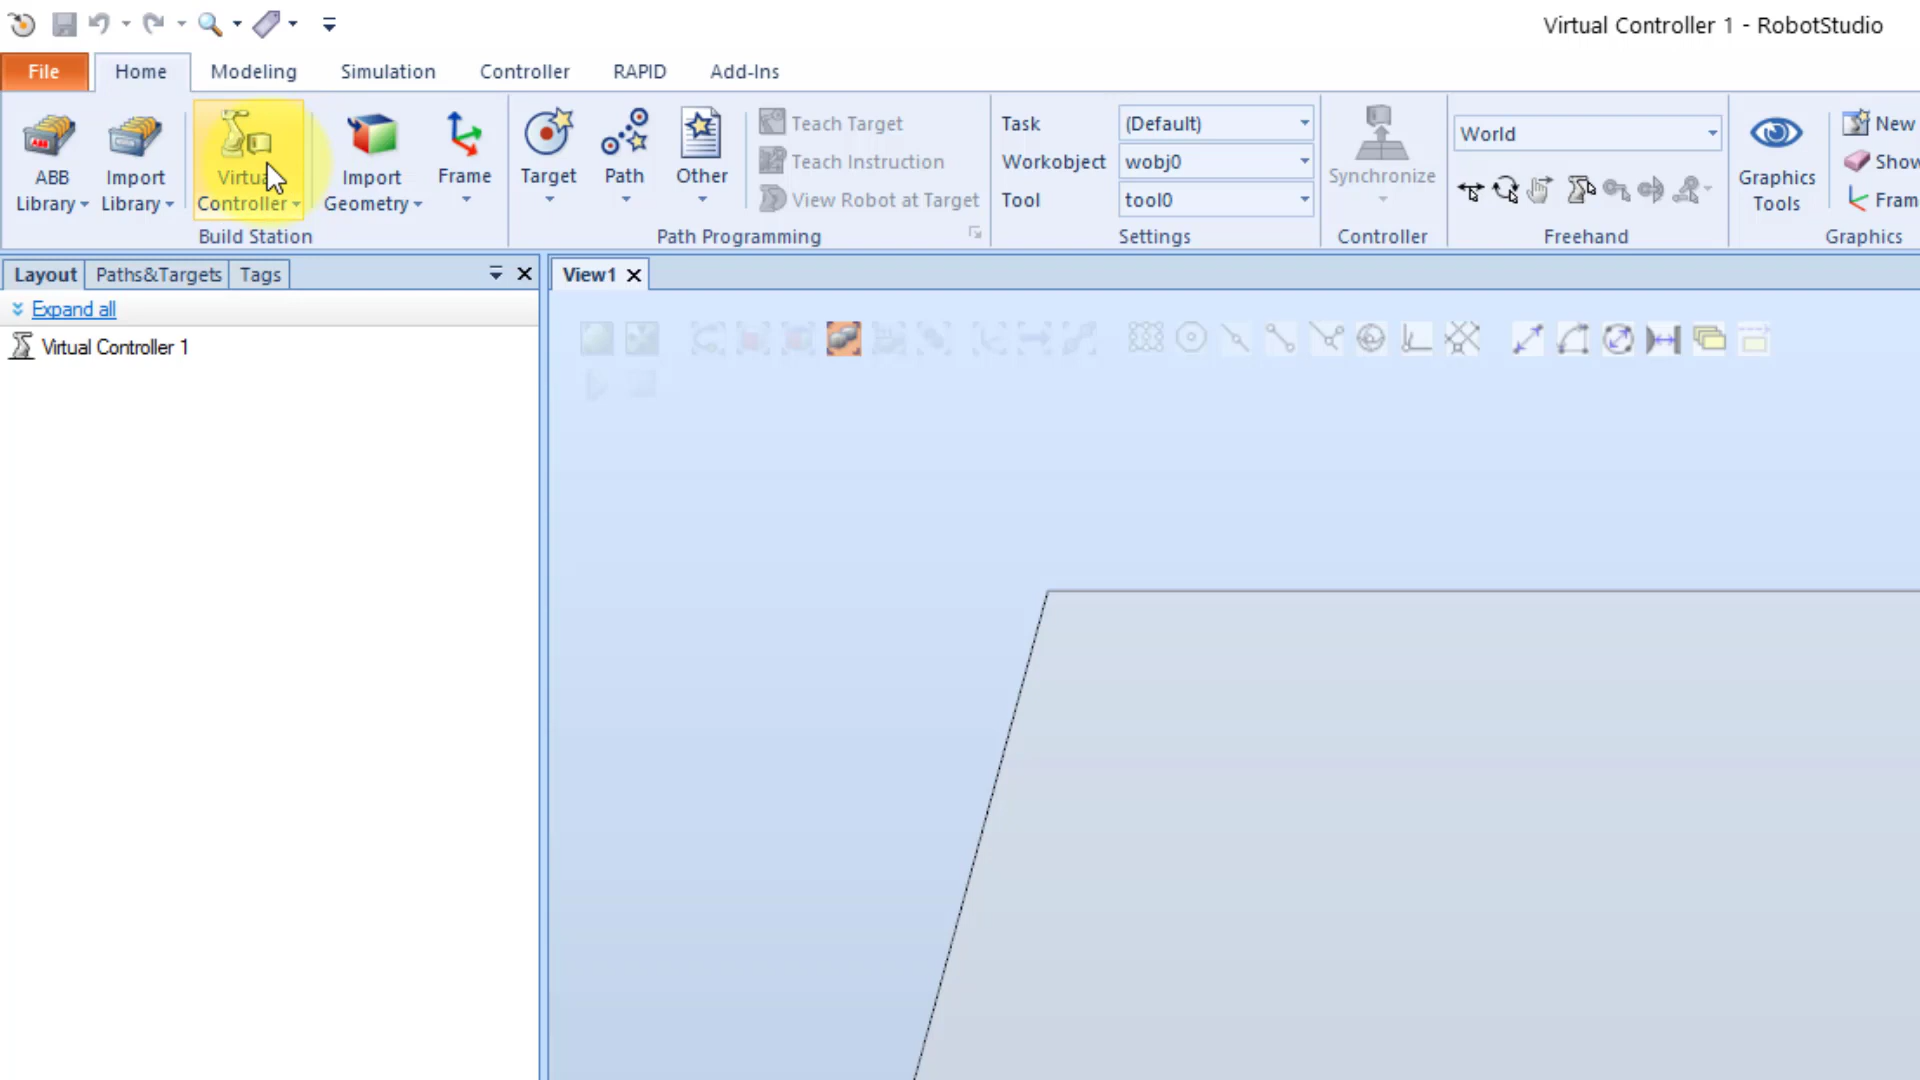 Virtual Controller 1 - RobotStudio
File Home Modeling Simulation Controller RAPID Add-Ins
ABB Library
Import Library
Controller
Import Geometry
Frame
Build Station
Target
Path
Other
Teach Target
Teach Instruction
View Robot at Target
Path Programming
Task (Default)
Workobject wobj0
Tool tool0
Settings
Synchronize
Controller
World
Freehand
Graphics Tools
New
Graphics
Layout Paths&Targets Tags
View1
Expand all
Virtual Controller 1